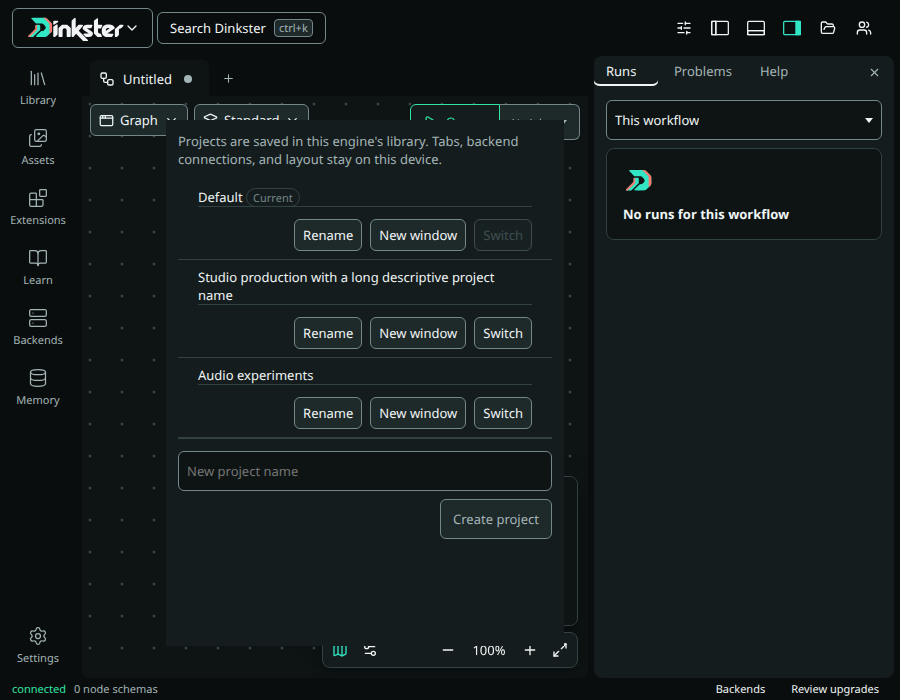 Dinkster
Search Dinkster ctrl+k
Library
Assets
Extensions
Learn
Backends
Memory
Settings
Untitled
Graph
Standard
Projects are saved in this engine's library. Tabs, backend
connections, and layout stay on this device.
Default Current
Rename New window Switch
Studio production with a long descriptive project
name
Rename New window Switch
Audio experiments
Rename New window Switch
New project name
Create project
100%
Runs Problems Help
This workflow
No runs for this workflow
connected 0 node schemas
Backends Review upgrades